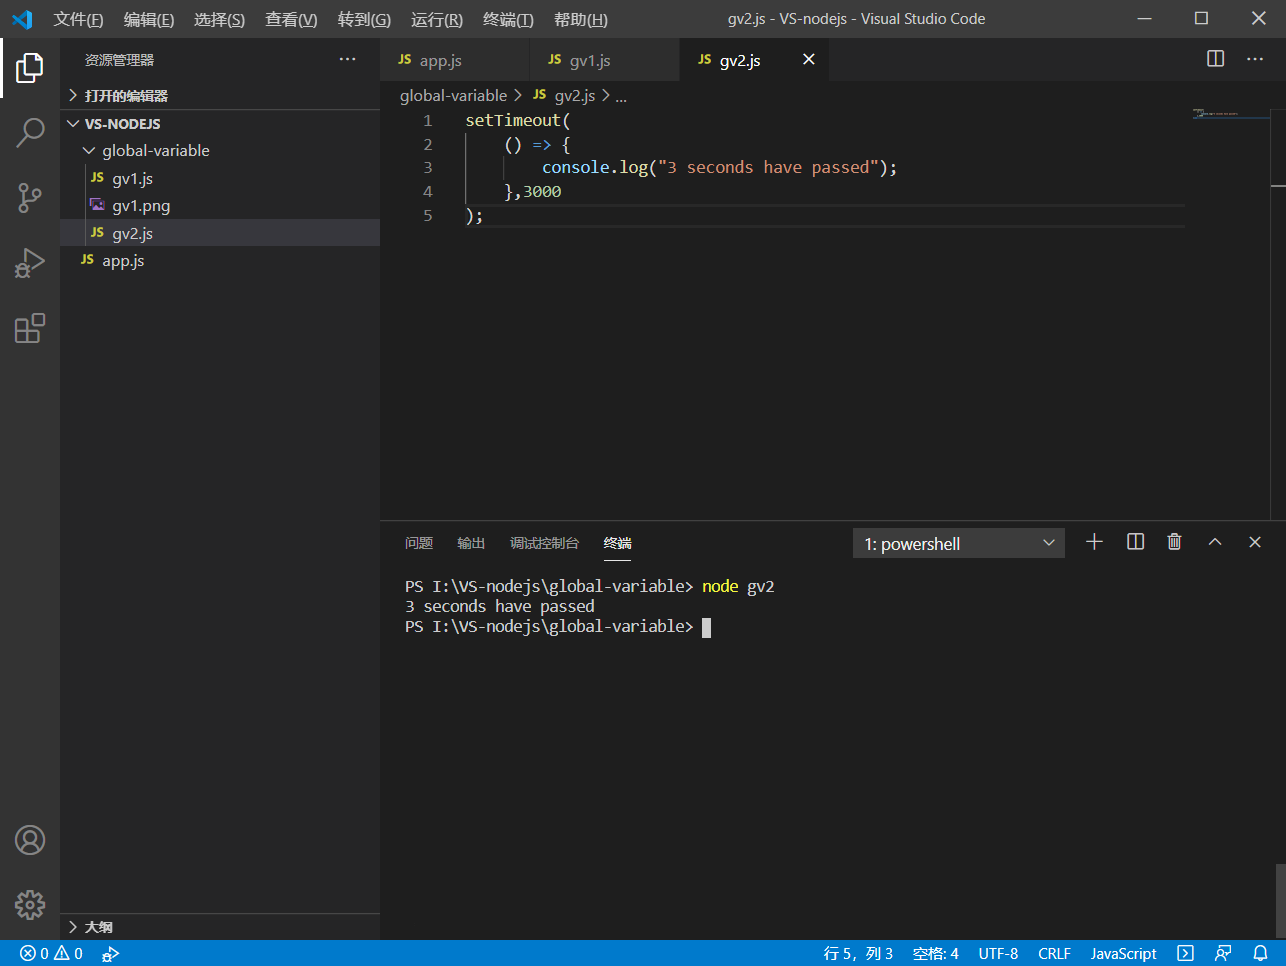 文件(F) 编辑(E) 选择(S) 查看(V) 转到(G) 运行(R) 终端(T) 帮助(H) gv2.js - VS-nodejs - Visual Studio Code
资源管理器
打开的编辑器
VS-NODEJS
global-variable
JS gv1.js
gv1.png
JS gv2.js
JS app.js
大纲
JS app.js JS gv1.js JS gv2.js
global-variable > JS gv2.js > ...
1 setTimeout(
2 () => {
3 console.log("3 seconds have passed");
4 },3000
5 );
问题 输出 调试控制台 终端 1: powershell
PS I:\VS-nodejs\global-variable> node gv2
3 seconds have passed
PS I:\VS-nodejs\global-variable>
0 0 行 5，列 3 空格: 4 UTF-8 CRLF JavaScript